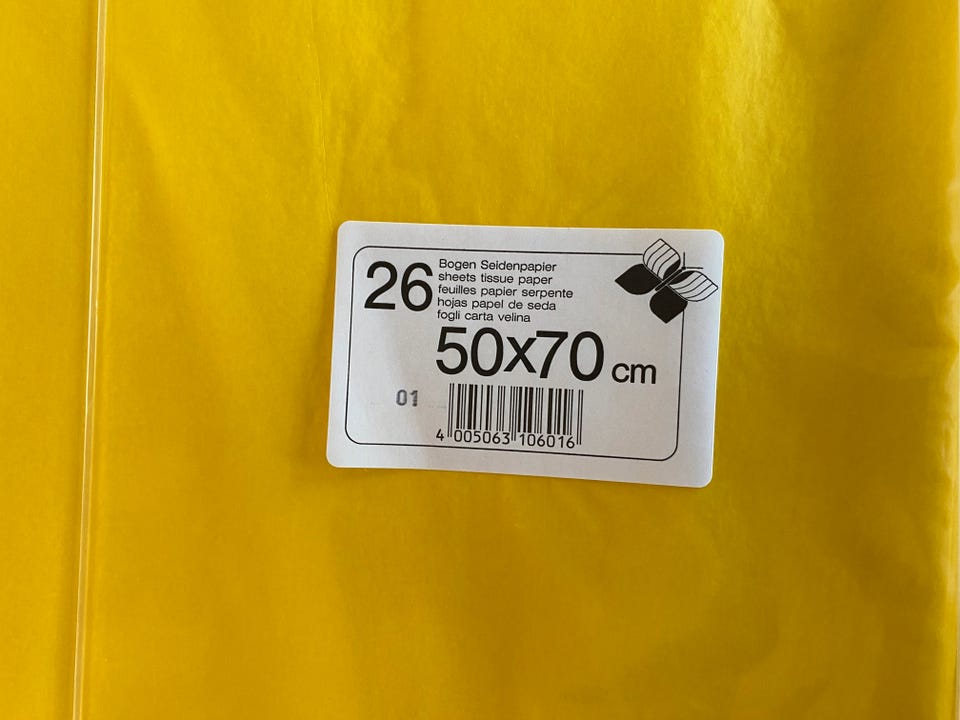 26
Bogen Seidenpapier
sheets tissue paper
feuilles papier serpente
hojas papel de seda
fogli carta velina
50x70 cm
01
4 005063 106016